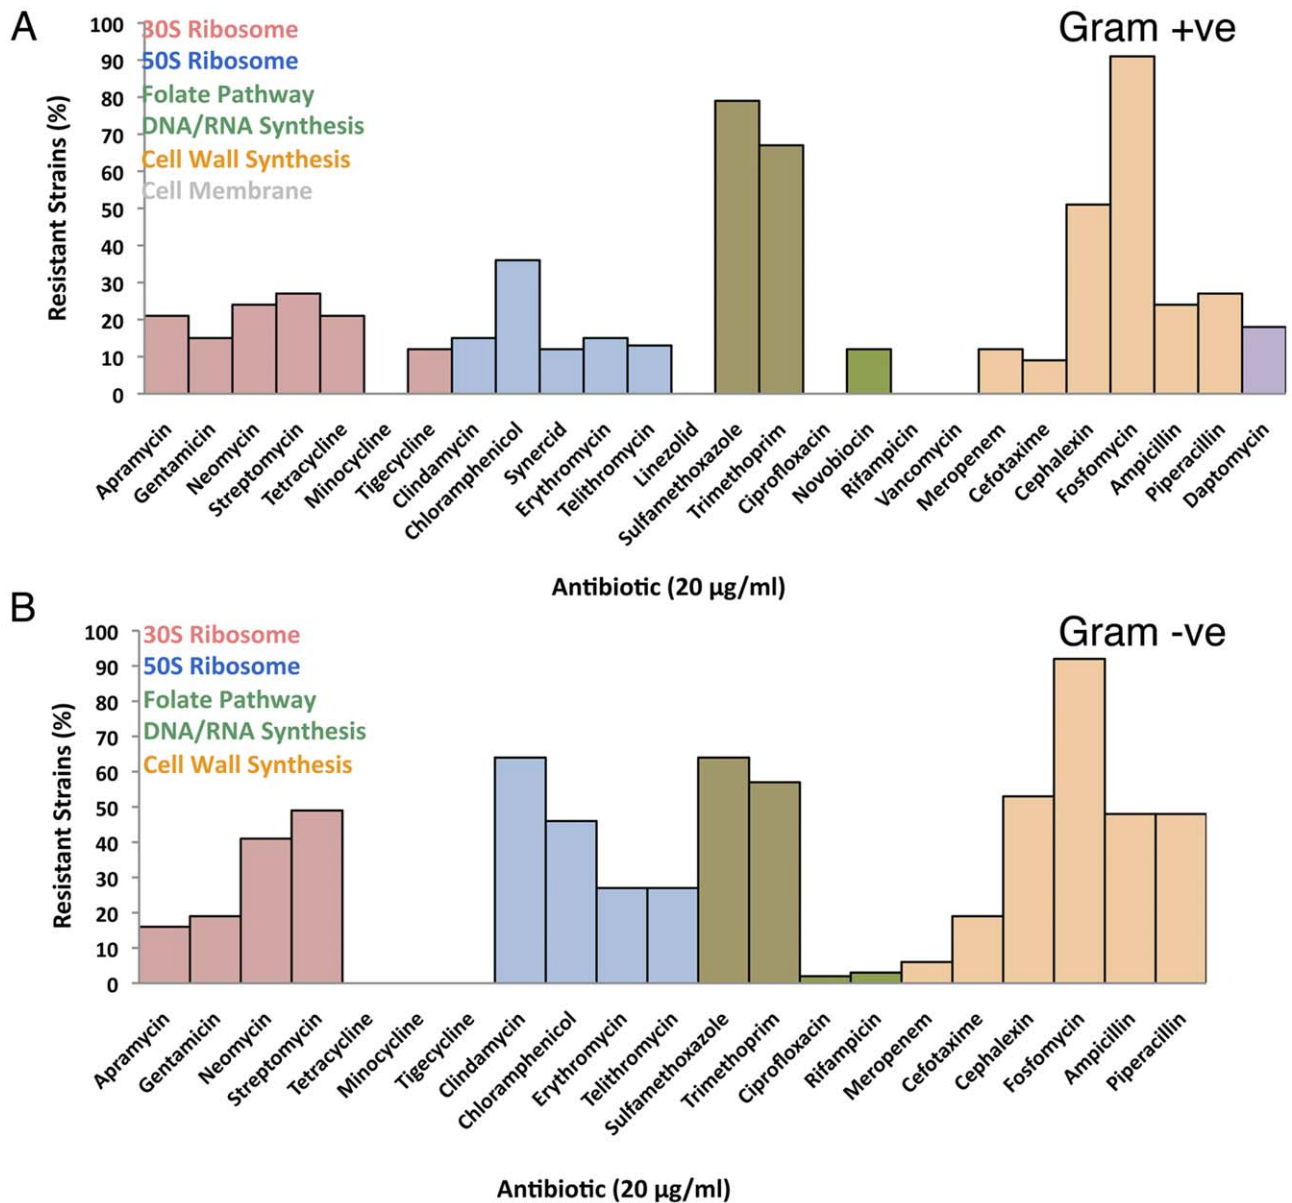 A
Gram +ve
30S Ribosome
50S Ribosome
Folate Pathway
DNA/RNA Synthesis
Cell Wall Synthesis
Cell Membrane
Resistant Strains (%)
100
90
80
70
60
50
40
30
20
10
0
Apramycin
Gentamicin
Neomycin
Streptomycin
Tetracycline
Minocycline
Tigecycline
Clindamycin
Chloramphenicol
Synercid
Erythromycin
Telithromycin
Linezolid
Sulfamethoxazole
Trimethoprim
Ciprofloxacin
Novobiocin
Rifampicin
Vancomycin
Meropenem
Cefotaxime
Cephalexin
Fosfomycin
Ampicillin
Piperacillin
Daptomycin
Antibiotic (20 µg/ml)
B
Gram -ve
30S Ribosome
50S Ribosome
Folate Pathway
DNA/RNA Synthesis
Cell Wall Synthesis
Resistant Strains (%)
100
90
80
70
60
50
40
30
20
10
0
Apramycin
Gentamicin
Neomycin
Streptomycin
Tetracycline
Minocycline
Tigecycline
Clindamycin
Chloramphenicol
Erythromycin
Telithromycin
Sulfamethoxazole
Trimethoprim
Ciprofloxacin
Rifampicin
Meropenem
Cefotaxime
Cephalexin
Fosfomycin
Ampicillin
Piperacillin
Antibiotic (20 µg/ml)